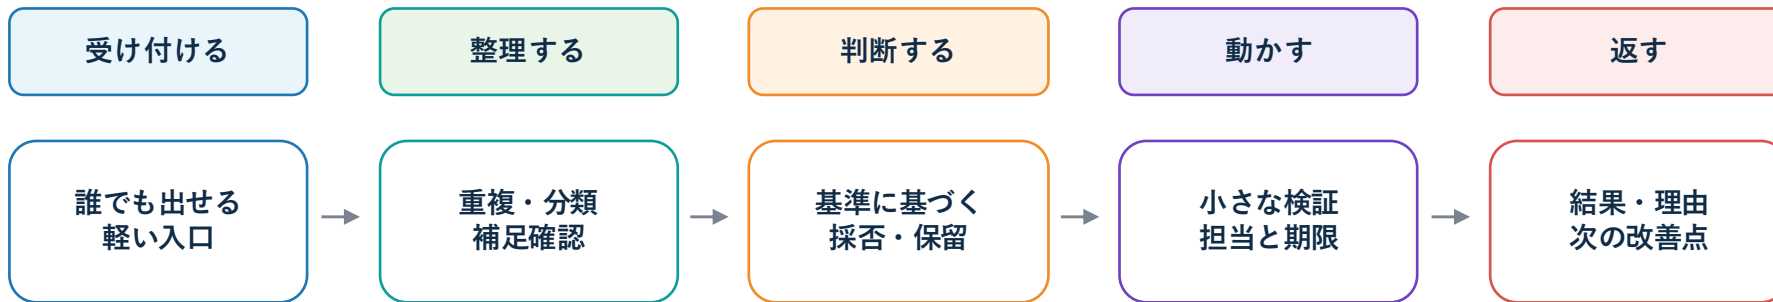 受け付ける
整理する
判断する
動かす
返す
誰でも出せる
軽い入口
重複・分類
補足確認
基準に基づく
採否・保留
小さな検証
担当と期限
結果・理由
次の改善点